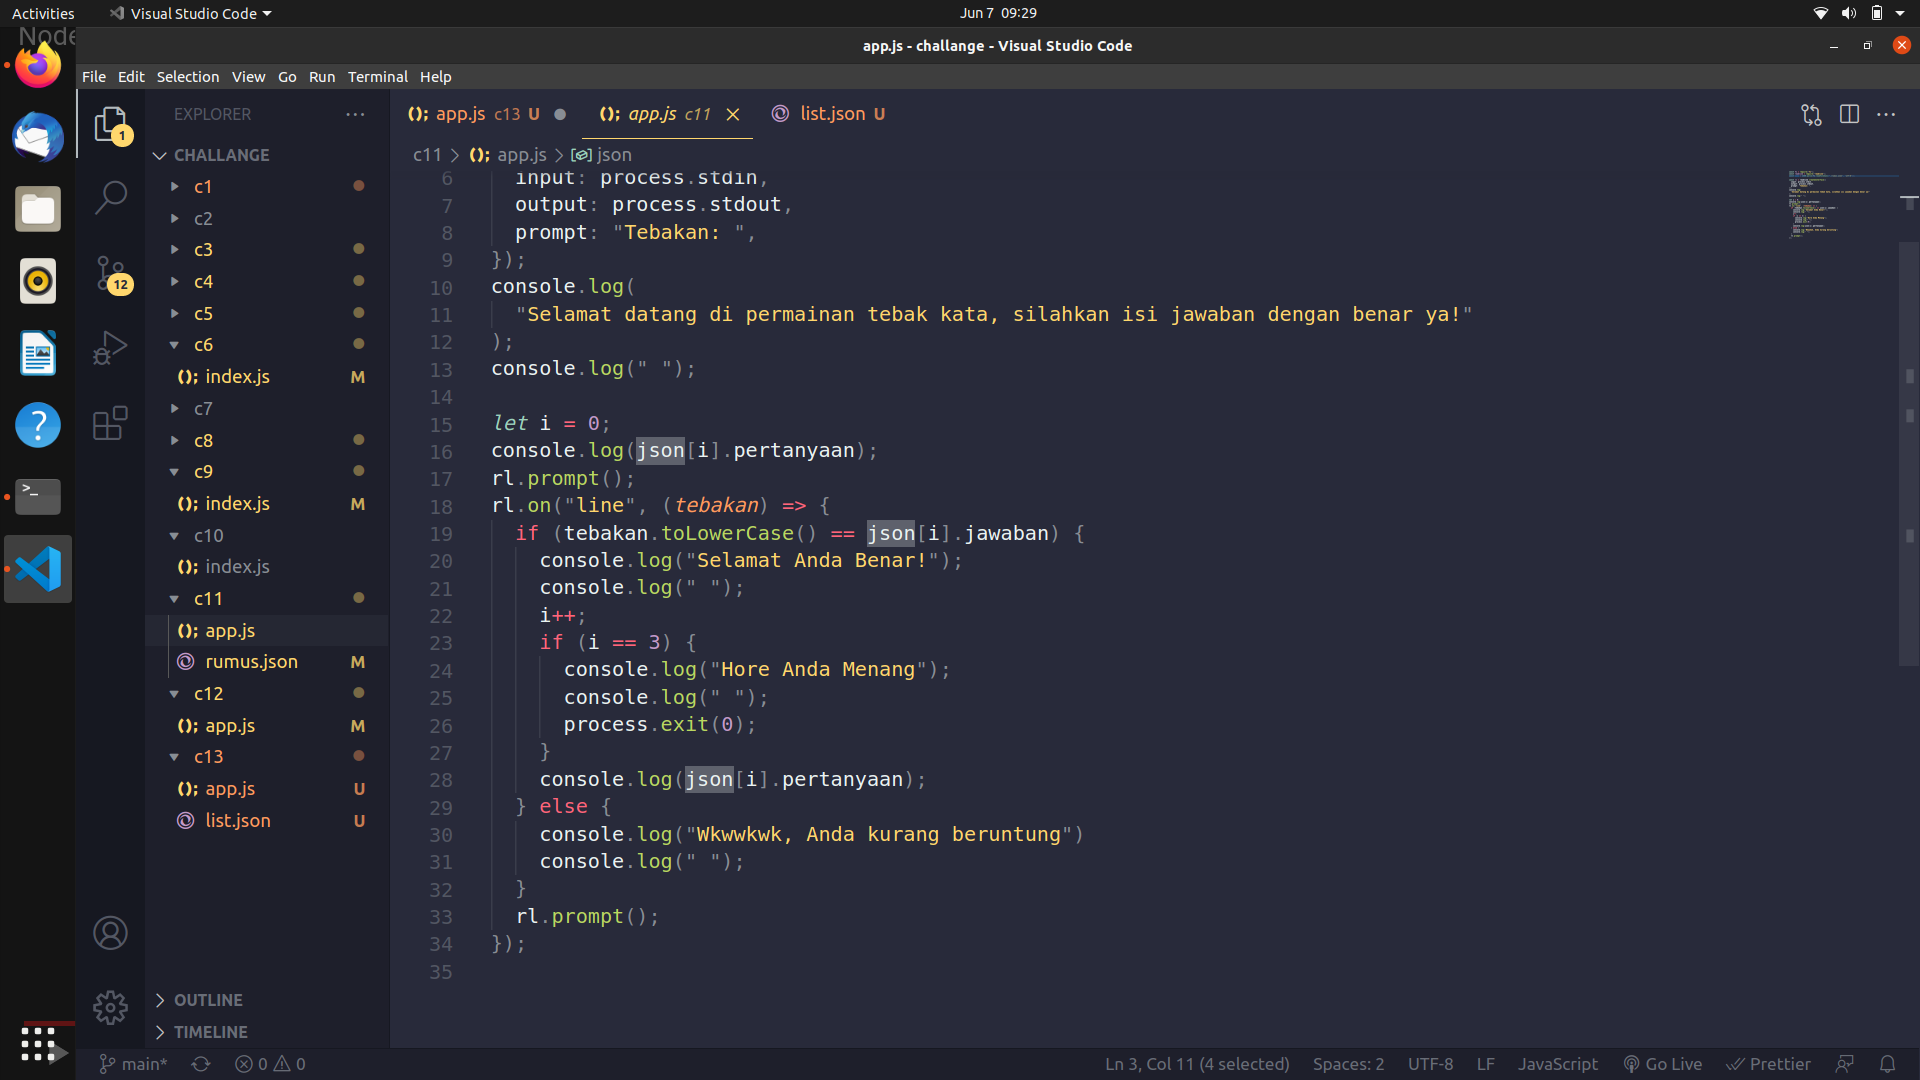 Activities
Visual Studio Code
Jun 7 09:29
Node
app.js - challange - Visual Studio Code
File Edit Selection View Go Run Terminal Help
EXPLORER
(); app.js c13 U
(); app.js c11
list.json U
CHALLANGE
c11 > (); app.js > json
c1
c2
c3
c4
c5
c6
(); index.js M
c7
c8
c9
(); index.js M
c10
(); index.js
c11
(); app.js
rumus.json M
c12
(); app.js M
c13
(); app.js U
list.json U
OUTLINE
TIMELINE
1
12
6 input: process.stdin,
7 output: process.stdout,
8 prompt: "Tebakan: ",
9 });
10 console.log(
11 "Selamat datang di permainan tebak kata, silahkan isi jawaban dengan benar ya!"
12 );
13 console.log(" ");
14
15 let i = 0;
16 console.log(json[i].pertanyaan);
17 rl.prompt();
18 rl.on("line", (tebakan) => {
19 if (tebakan.toLowerCase() == json[i].jawaban) {
20 console.log("Selamat Anda Benar!");
21 console.log(" ");
22 i++;
23 if (i == 3) {
24 console.log("Hore Anda Menang");
25 console.log(" ");
26 process.exit(0);
27 }
28 console.log(json[i].pertanyaan);
29 } else {
30 console.log("Wkwwkwk, Anda kurang beruntung")
31 console.log(" ");
32 }
33 rl.prompt();
34 });
35
main* 0 0
Ln 3, Col 11 (4 selected) Spaces: 2 UTF-8 LF JavaScript Go Live Prettier